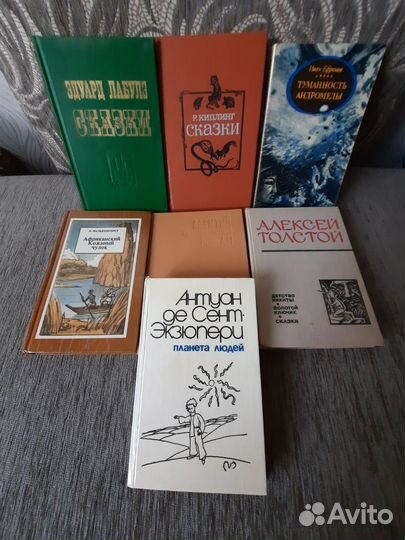 ЭДУАРД ЛАБУЛЕ
СКАЗКИ
Р. КИПЛИНГ
СКАЗКИ
Иван Ефремов
ТУМАННОСТЬ
АНДРОМЕДЫ
Африканский
Кожаный
чулок
АЛЕКСЕЙ
ТОЛСТОЙ
ДЕТСТВО
НИКИТЫ
ЗОЛОТОЙ
КЛЮЧИК
СКАЗКИ
Антуан
де Сент-
Экзюпери
планета людей
Avito